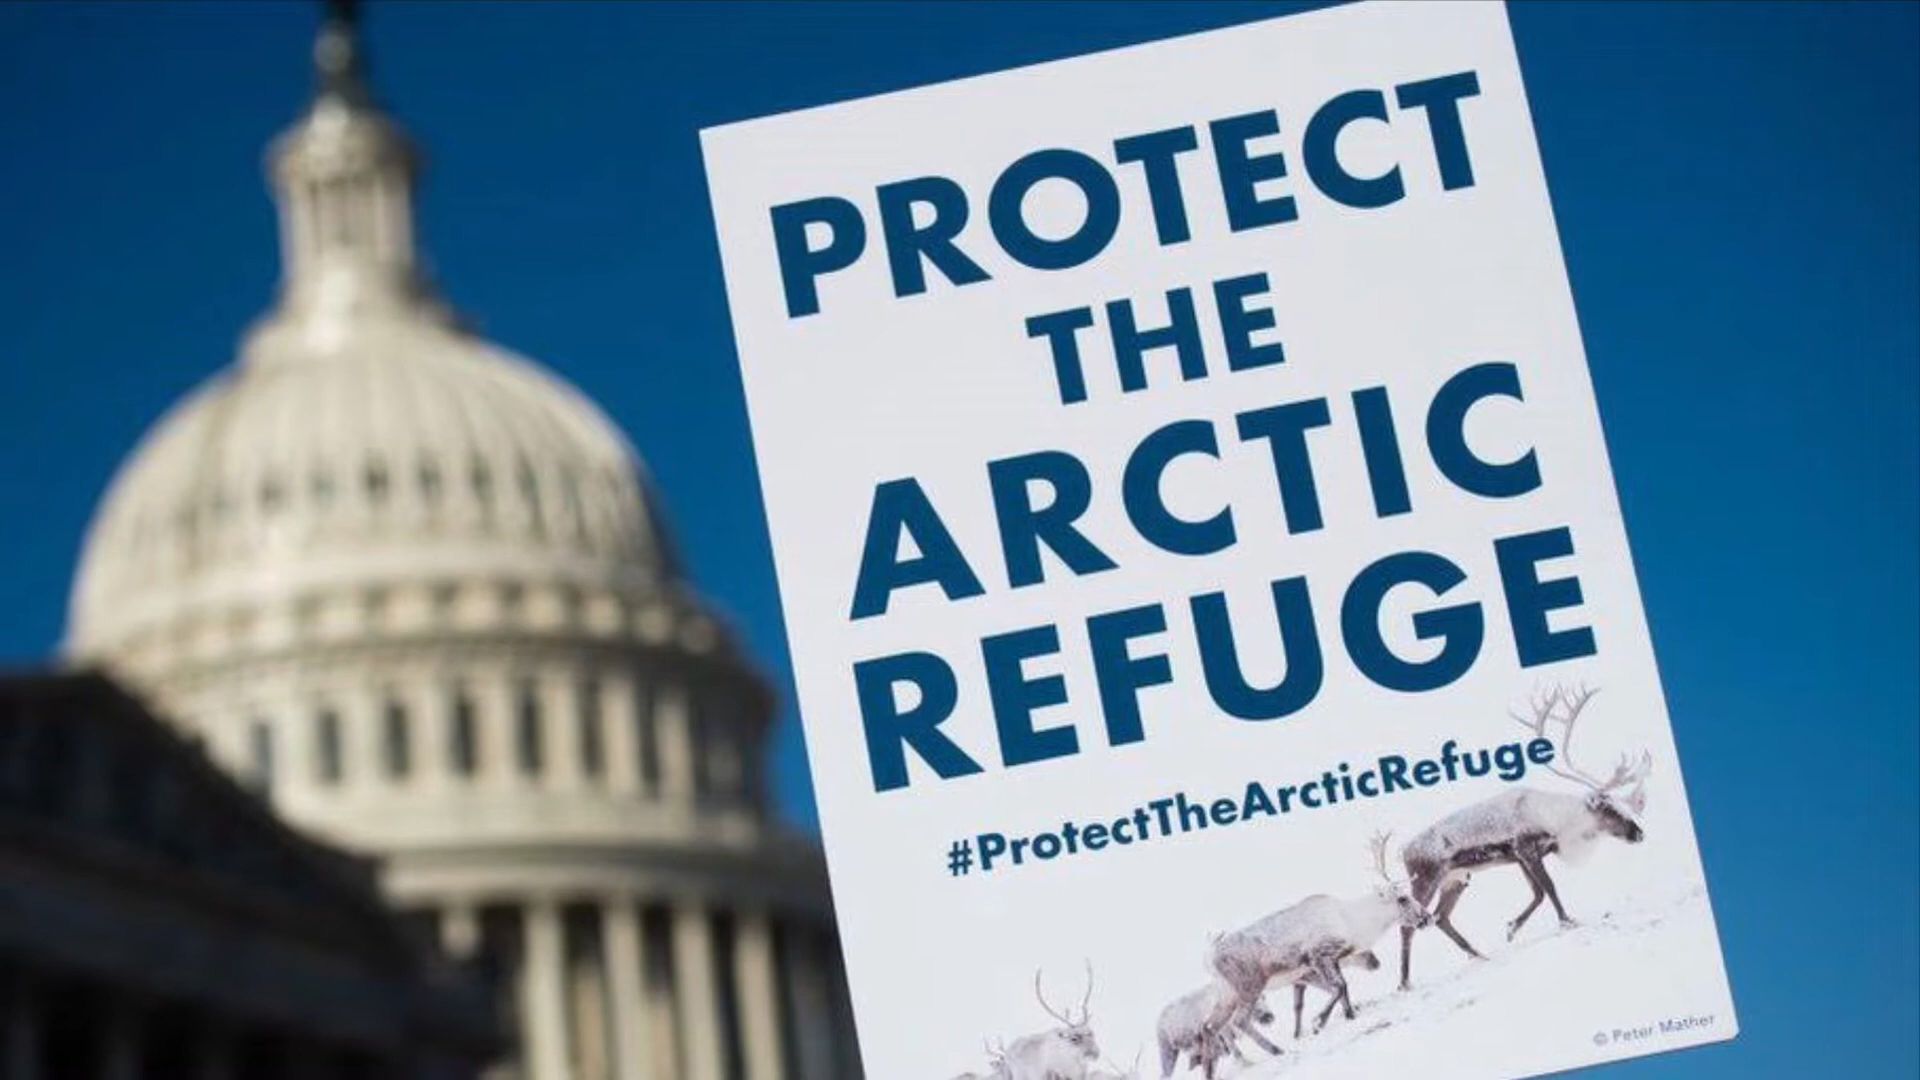 PROTECT
THE
ARCTIC
REFUGE
#ProtectTheArcticRefuge
© Peter Mather